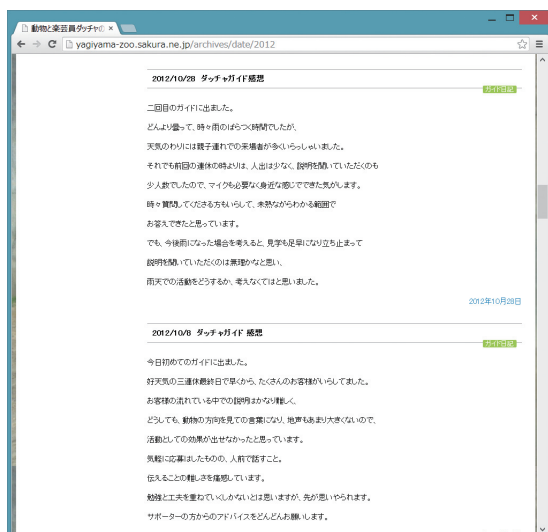 動物と楽芸員ダッチャの
yagiyama-zoo.sakura.ne.jp/archives/date/2012
2012/10/28 ダッチャガイド感想
ガイド日記
二回目のガイドに出ました。
どんより曇って、時々雨のぱらつく時間でしたが、
天気のわりには親子連れでの来場者が多くいらっしゃいました。
それでも前回の連休の時よりは、人出は少なく、説明を聞いていただくのも
少人数でしたので、マイクも必要なく身近な感じでできた気がします。
時々質問してくださる方もいらして、未熟ながらわかる範囲で
お答えできたと思っています。
でも、今後雨になった場合を考えると、見学も足早になり立ち止まって
説明を聞いていただくのは無理かなと思い、
雨天での活動をどうするか、考えなくてはと思いました。
2012年10月28日
2012/10/8 ダッチャガイド 感想
ガイド日記
今日初めてのガイドに出ました。
好天気の三連休最終日で早くから、たくさんのお客様がいらしてました。
お客様の流れている中での説明はかなり難しく、
どうしても、動物の方向を見ての言葉になり、地声もあまり大きくないので、
活動としての効果が出せなかったと思っています。
気軽に応募はしたものの、人前で話すこと。
伝えることの難しさを痛感しています。
勉強と工夫を重ねていくしかないとは思いますが、先が思いやられます。
サポーターの方からのアドバイスをどんどんお願いします。